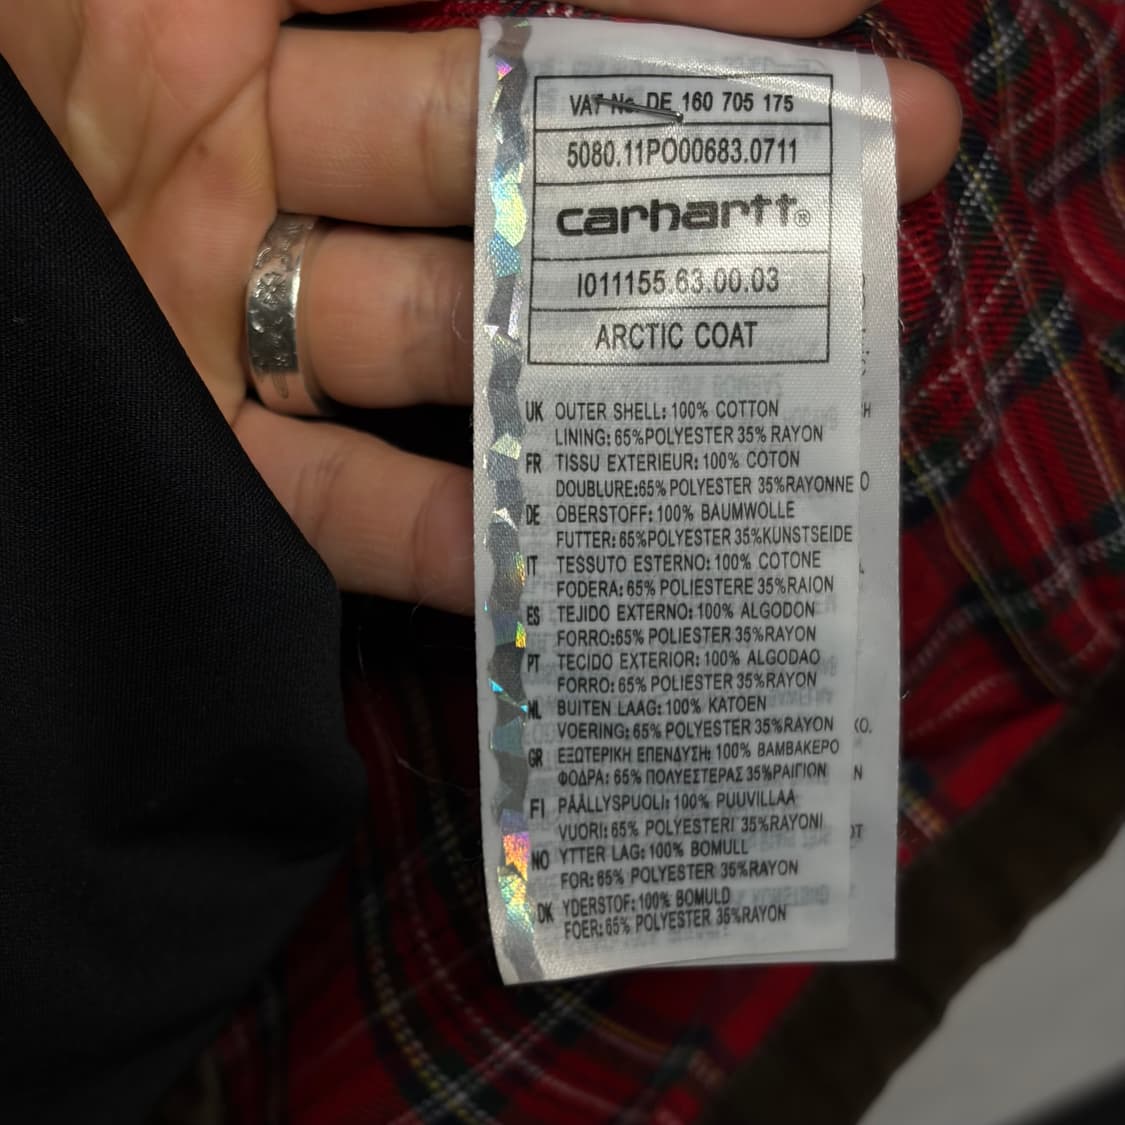 VAT No DE 160 705 175
5080.11PO00683.0711
carhartt®
I011155.63.00.03
ARCTIC COAT
UK OUTER SHELL: 100% COTTON
LINING: 65%POLYESTER 35% RAYON
FR TISSU EXTERIEUR: 100% COTON
DOUBLURE:65% POLYESTER 35%RAYONNE
DE OBERSTOFF: 100% BAUMWOLLE
FUTTER: 65%POLYESTER 35%KUNSTSEIDE
IT TESSUTO ESTERNO: 100% COTONE
FODERA: 65% POLIESTERE 35%RAION
ES TEJIDO EXTERNO: 100% ALGODON
FORRO:65% POLIESTER 35%RAYON
PT TECIDO EXTERIOR: 100% ALGODAO
FORRO: 65% POLIESTER 35%RAYON
NL BUITEN LAAG: 100% KATOEN
VOERING: 65% POLYESTER 35%RAYON
GR ΕΞΩΤΕΡΙΚΗ ΕΠΕΝΔΥΣΗ: 100% ΒΑΜΒΑΚΕΡΟ
ΦΟΔΡΑ: 65% ΠΟΛΥΕΣΤΕΡΑΣ 35%ΡΑΙΓΙΟΝ
FI PÄÄLLYSPUOLI: 100% PUUVILLAA
VUORI: 65% POLYESTERI 35%RAYONI
NO YTTER LAG: 100% BOMULL
FOR: 65% POLYESTER 35%RAYON
DK YDERSTOF: 100% BOMULD
FOER: 65% POLYESTER 35%RAYON